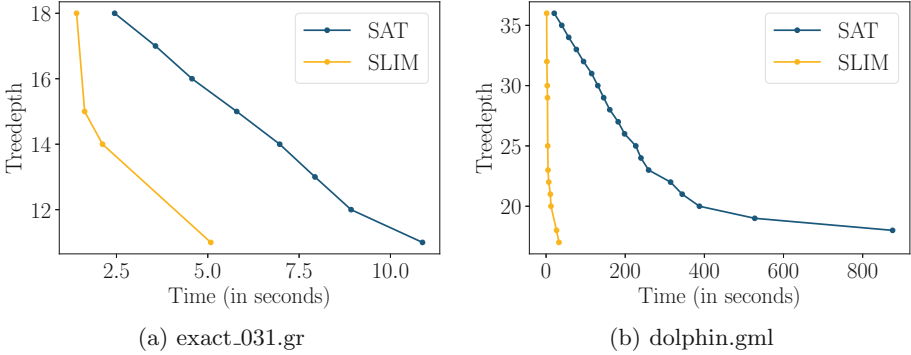 SAT
SLIM
18
16
14
12
Treedepth
2.5 5.0 7.5 10.0
Time (in seconds)
(a) exact_031.gr
SAT
SLIM
35
30
25
20
Treedepth
0 200 400 600 800
Time (in seconds)
(b) dolphin.gml